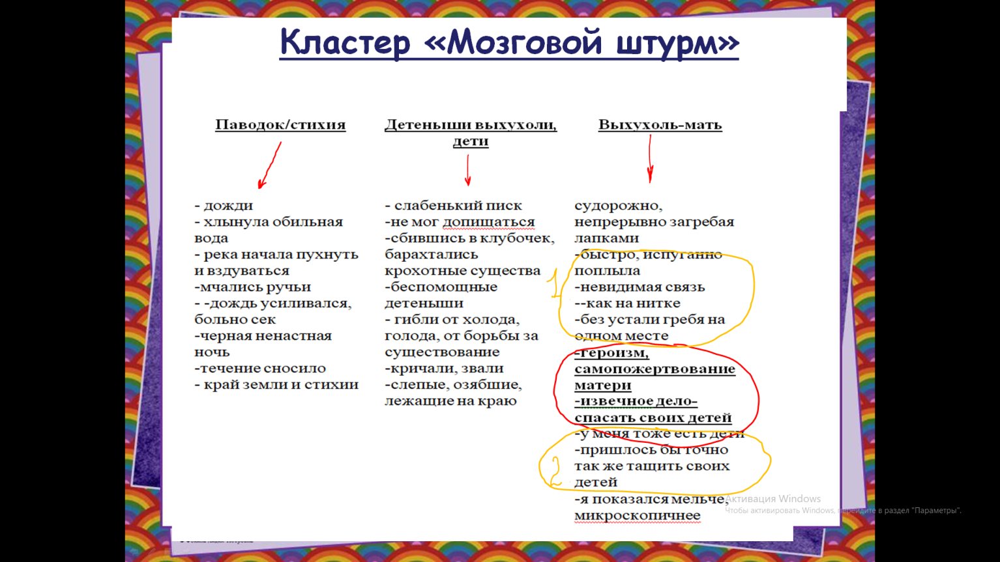 Кластер «Мозговой штурм»
Паводок/стихия
- дожди
- хлынула обильная
вода
- река начала пухнуть
и вздуваться
-мчались ручьи
- -дождь усиливался,
больно сек
-черная ненастная
ночь
-течение сносило
- край земли и стихии
Детеныши выхухоли,
дети
- слабенький писк
-не мог допищаться
-сбившись в клубочек,
барахтались
крохотные существа
-беспомощные
детеныши
- гибли от холода,
голода, от борьбы за
существование
-кричали, звали
-слепые, озябшие,
лежащие на краю
Выхухоль-мать
судорожно,
непрерывно загребая
лапками
-быстро, испуганно
поплыла
-невидимая связь
--как на нитке
-без устали гребя на
одном месте
-героизм,
самопожертвование
матери
-извечное дело-
спасать своих детей
-у меня тоже есть дети
-пришлось бы точно
так же тащить своих
детей
-я показался мельче,
микроскопичнее
1
2
Активация Windows
Чтобы активировать Windows, перейдите в раздел "Параметры".